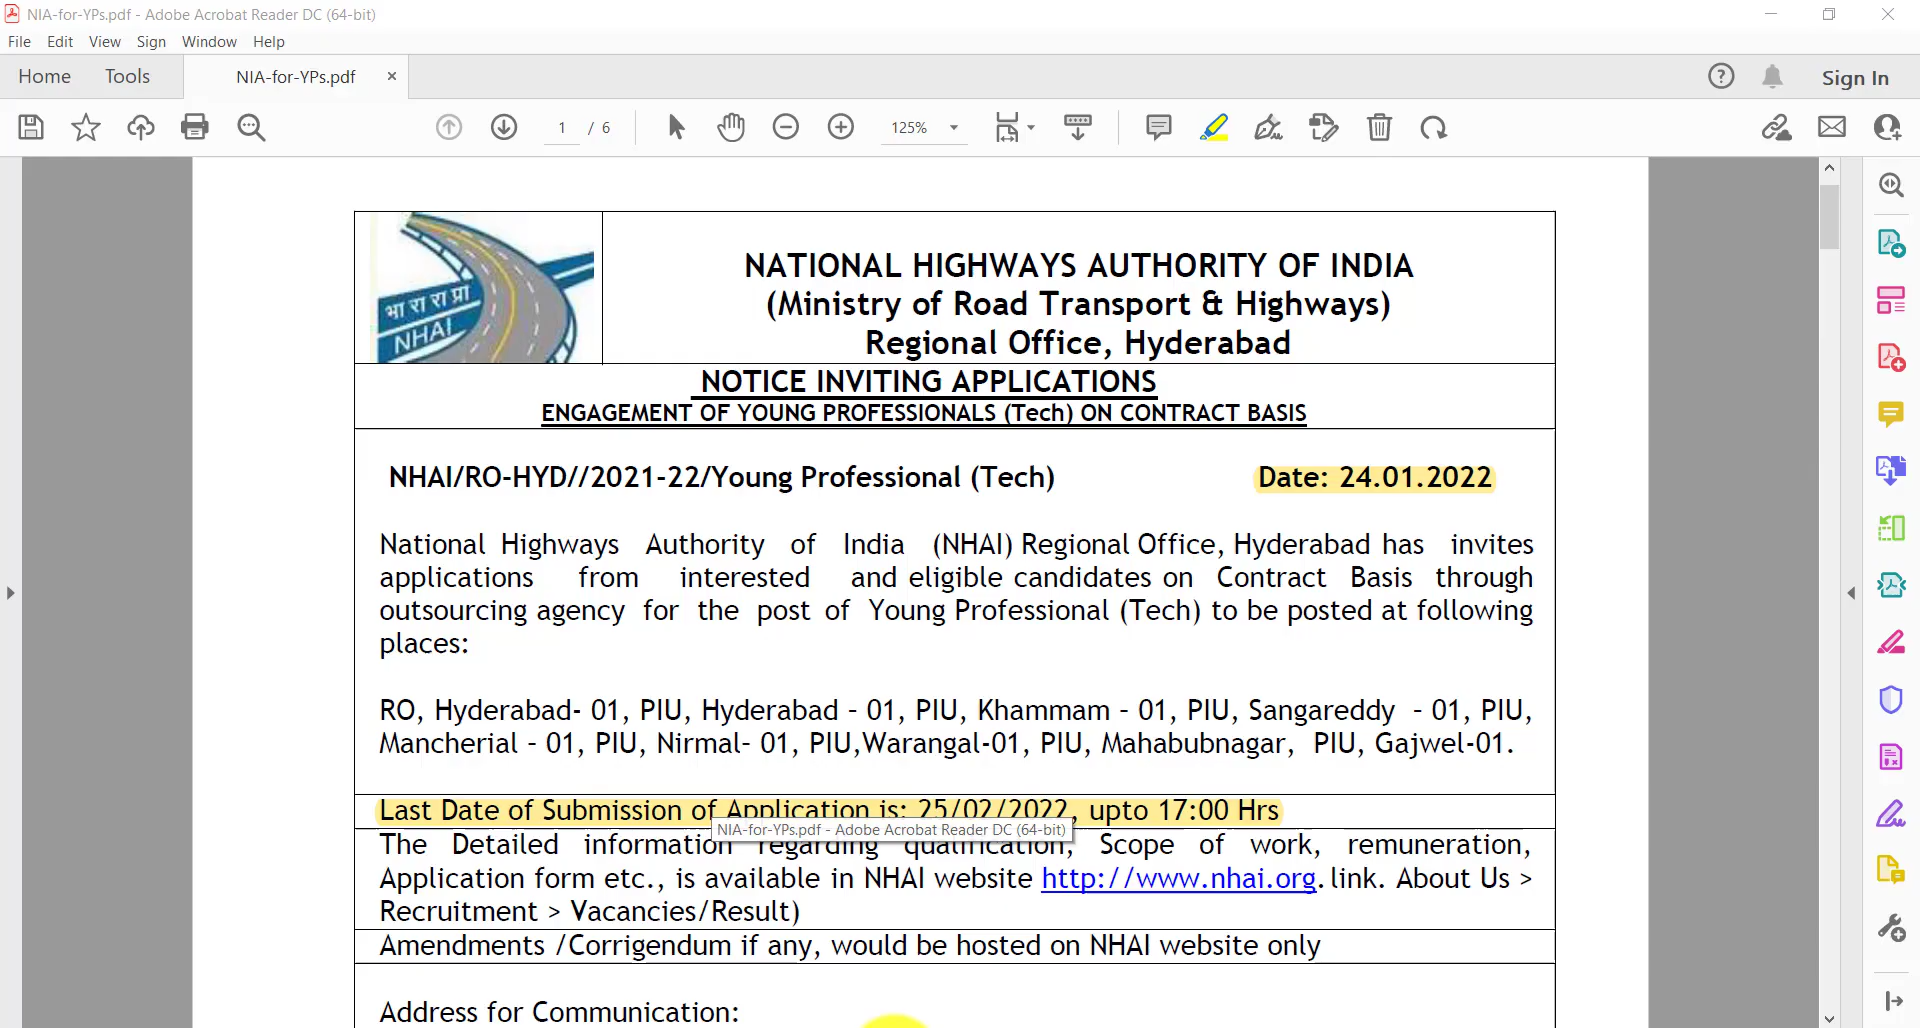 NIA-for-YPs.pdf - Adobe Acrobat Reader DC (64-bit)
File Edit View Sign Window Help
Home Tools NIA-for-YPs.pdf × Sign In
1 / 6 125%
भा रा रा प्रा
NHAI
NATIONAL HIGHWAYS AUTHORITY OF INDIA
(Ministry of Road Transport & Highways)
Regional Office, Hyderabad
NOTICE INVITING APPLICATIONS
ENGAGEMENT OF YOUNG PROFESSIONALS (Tech) ON CONTRACT BASIS
NHAI/RO-HYD//2021-22/Young Professional (Tech) Date: 24.01.2022
National Highways Authority of India (NHAI) Regional Office, Hyderabad has invites
applications from interested and eligible candidates on Contract Basis through
outsourcing agency for the post of Young Professional (Tech) to be posted at following
places:
RO, Hyderabad- 01, PIU, Hyderabad - 01, PIU, Khammam - 01, PIU, Sangareddy - 01, PIU,
Mancherial - 01, PIU, Nirmal- 01, PIU,Warangal-01, PIU, Mahabubnagar, PIU, Gajwel-01.
Last Date of Submission of Application is: 25/02/2022, upto 17:00 Hrs
NIA-for-YPs.pdf - Adobe Acrobat Reader DC (64-bit)
The Detailed information regarding qualification, Scope of work, remuneration,
Application form etc., is available in NHAI website http://www.nhai.org. link. About Us >
Recruitment > Vacancies/Result)
Amendments /Corrigendum if any, would be hosted on NHAI website only
Address for Communication: